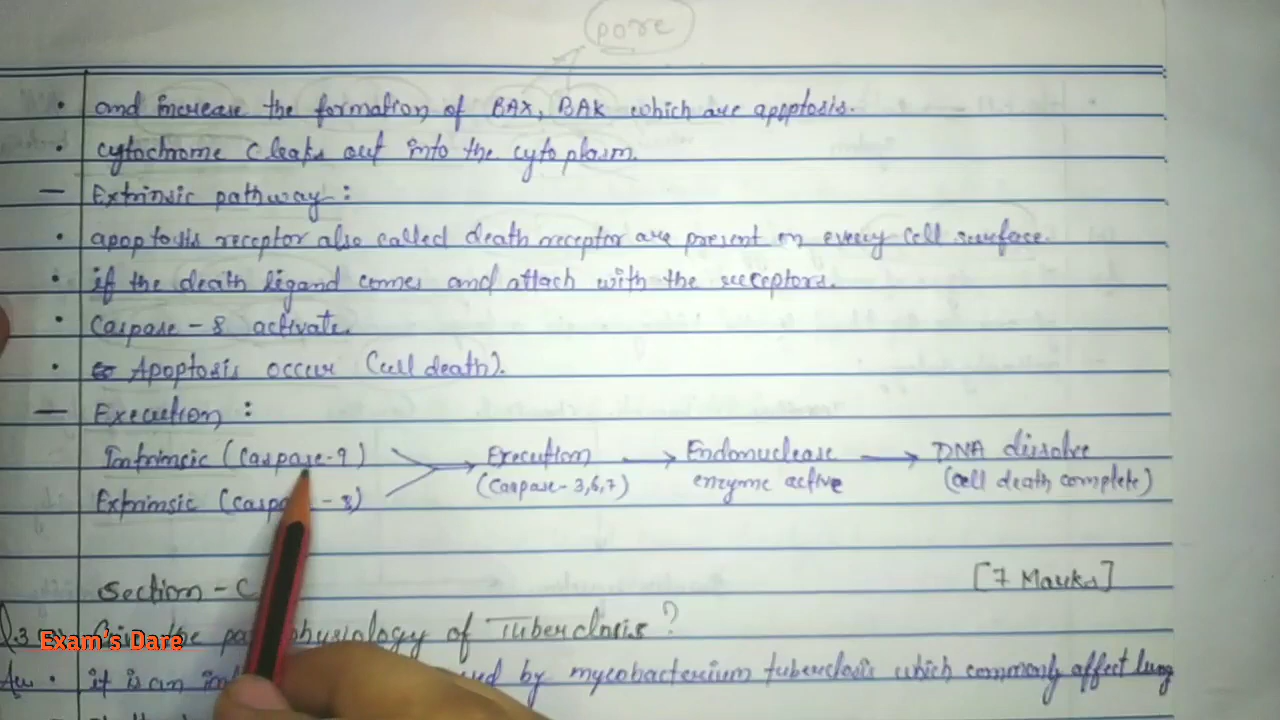 pore
• and increase the formation of BAX, BAK which are apoptosis.
• cytochrome c leaks out into the cytoplasm.
— Extrinsic pathway:
• apoptosis receptor also called death receptor are present on every cell surface.
• if the death ligand comes and attach with the receptors.
• Caspase - 8 activate.
• Apoptosis occur (cell death).
— Execution:
Intrinsic (Caspase-9) → Execution → Endonuclease → DNA dissolve
Extrinsic (Casp - 8) (Caspase - 3,6,7) enzyme active (cell death complete)
Section - C [7 Marks]
Q.3 the physiology of Tuberclosis?
Exam's Dare
Aw • it is an by mycobacterium tuberclosis which commonly affect lung